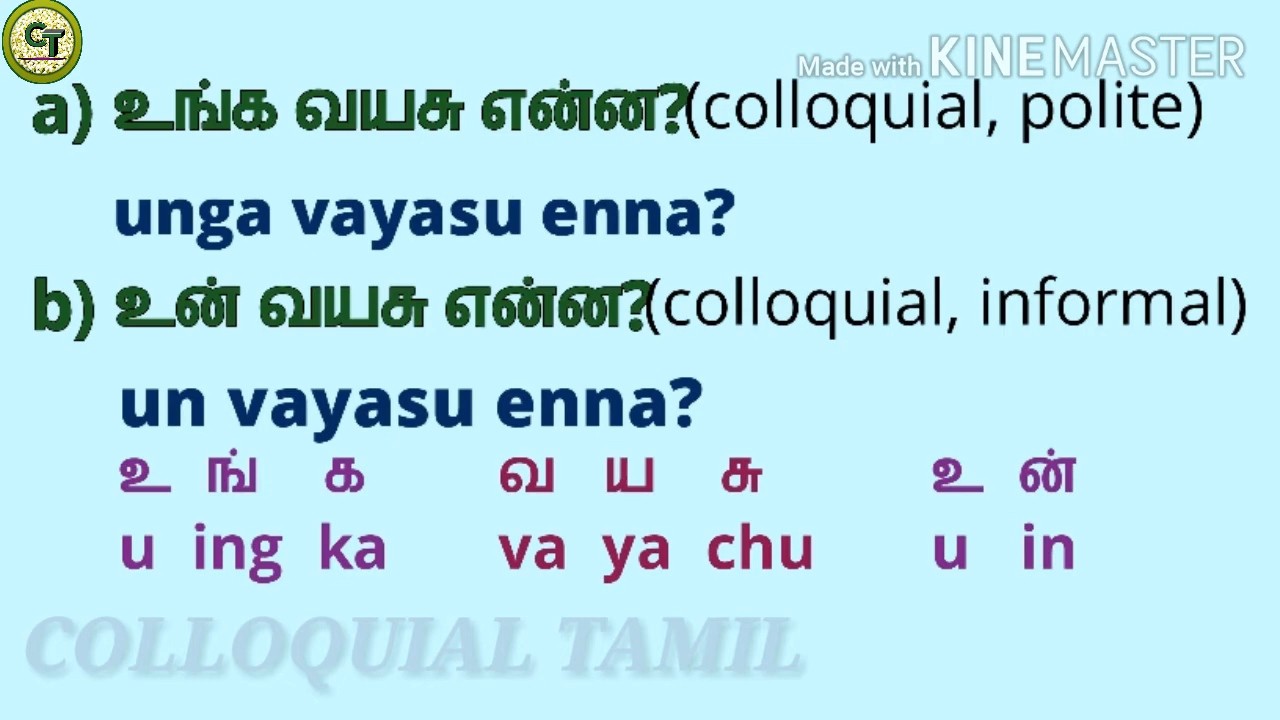 CT
Made with KINEMASTER
a) உங்க வயசு என்ன?(colloquial, polite)
unga vayasu enna?
b) உன் வயசு என்ன?(colloquial, informal)
un vayasu enna?
உ ங் க வ ய சு உ ன்
u ing ka va ya chu u in
COLLOQUIAL TAMIL